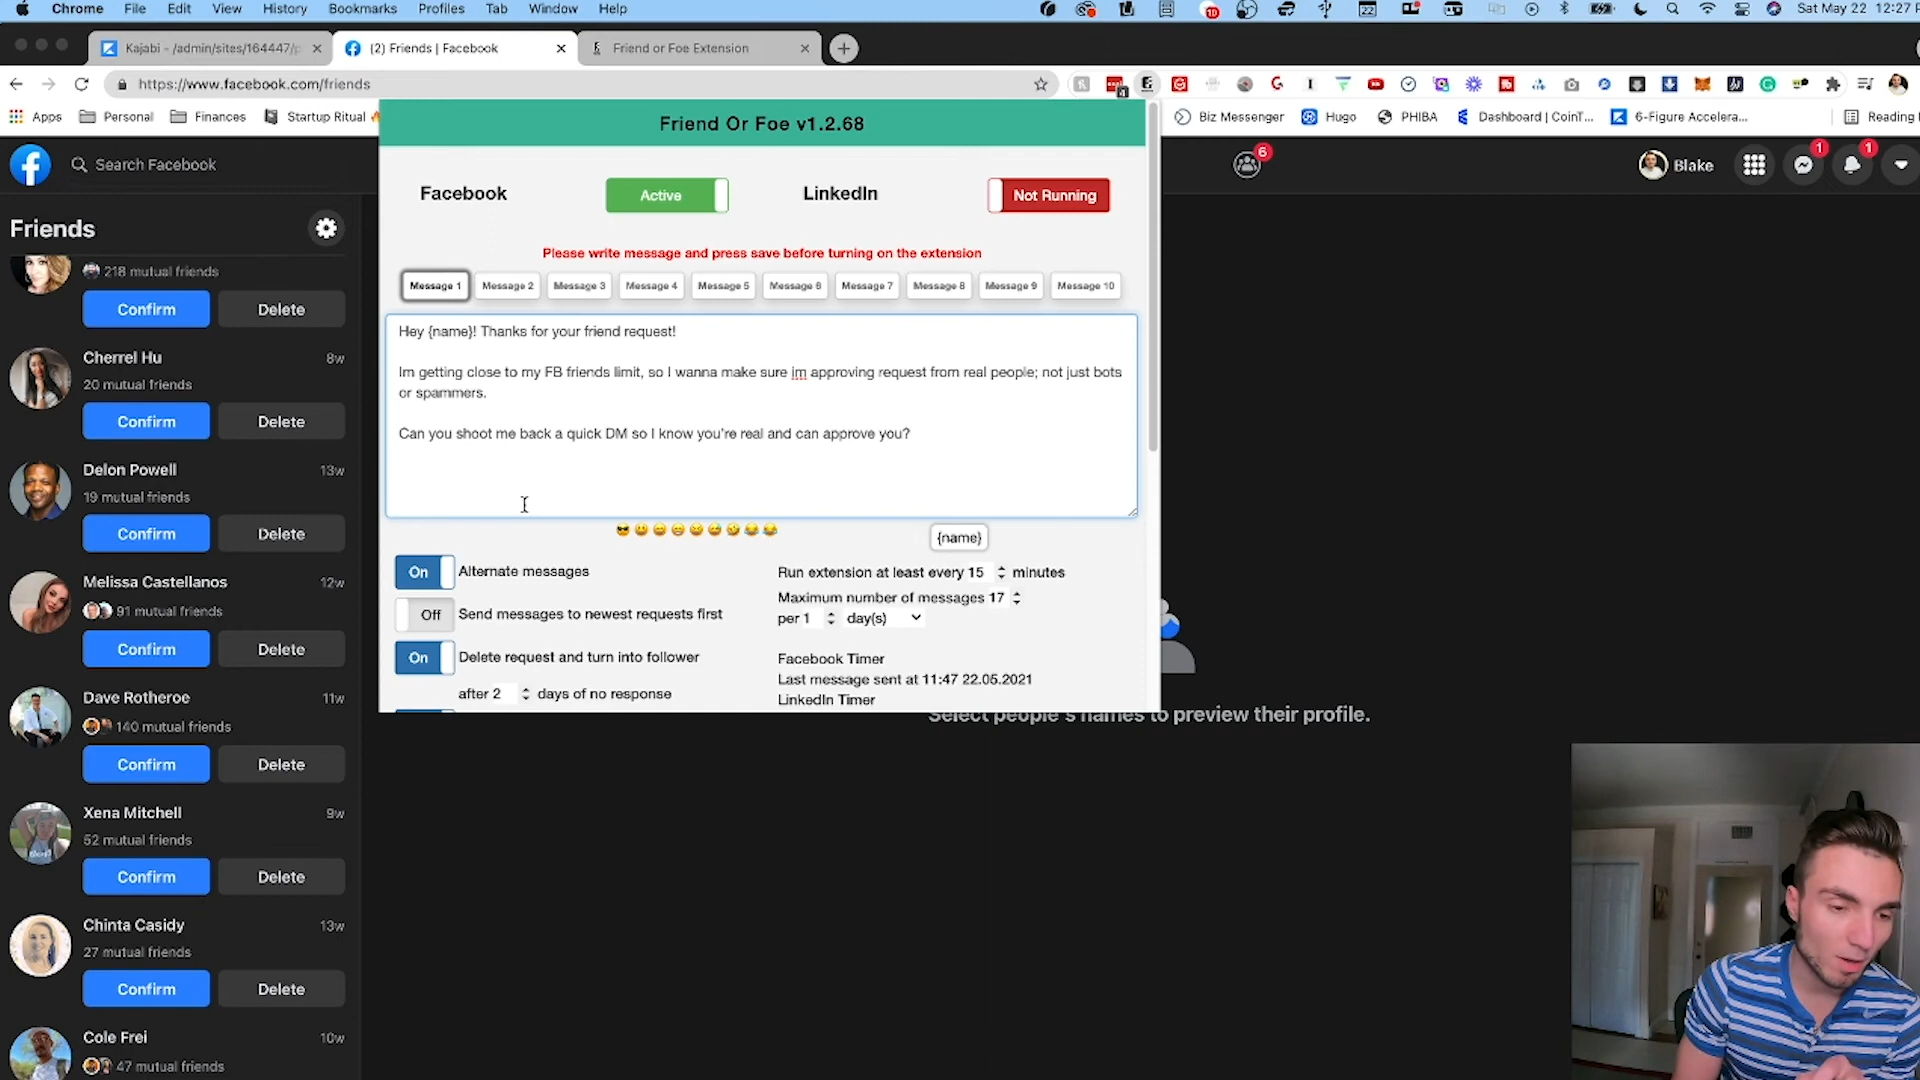 Chrome File Edit View History Bookmarks Profiles Tab Window Help
10 22 Sat May 22 12:27
Kajabi - /admin/sites/164447/p
(2) Friends | Facebook
Friend or Foe Extension
https://www.facebook.com/friends
Apps Personal Finances Startup Ritual Biz Messenger Hugo PHIBA Dashboard | CoinT... 6-Figure Accelera... Reading
Friend Or Foe v1.2.68
Search Facebook
6
Blake
1
1
Facebook
Active
LinkedIn
Not Running
Friends
Please write message and press save before turning on the extension
218 mutual friends
Confirm Delete
Message 1 Message 2 Message 3 Message 4 Message 5 Message 6 Message 7 Message 8 Message 9 Message 10
Hey {name}! Thanks for your friend request!
Im getting close to my FB friends limit, so I wanna make sure im approving request from real people; not just bots
or spammers.
Can you shoot me back a quick DM so I know you're real and can approve you?
Cherrel Hu 8w
20 mutual friends
Confirm Delete
Delon Powell 13w
19 mutual friends
Confirm Delete
{name}
On Alternate messages
Off Send messages to newest requests first
On Delete request and turn into follower
after 2 days of no response
Run extension at least every 15 minutes
Maximum number of messages 17
per 1 day(s)
Facebook Timer
Last message sent at 11:47 22.05.2021
LinkedIn Timer
Select people's names to preview their profile.
Melissa Castellanos 12w
91 mutual friends
Confirm Delete
Dave Rotheroe 11w
140 mutual friends
Confirm Delete
Xena Mitchell 9w
52 mutual friends
Confirm Delete
Chinta Casidy 13w
27 mutual friends
Confirm Delete
Cole Frei 10w
47 mutual friends